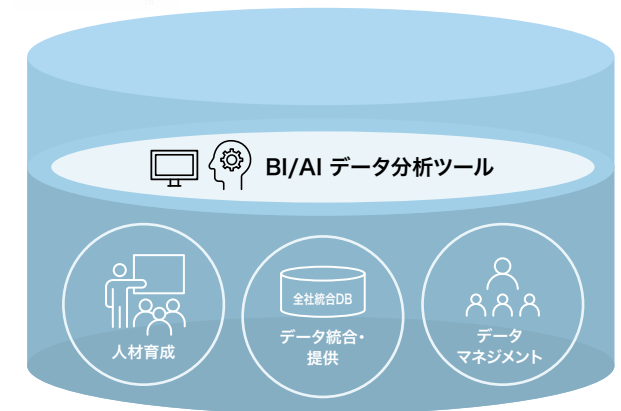 BI/AI データ分析ツール
人材育成
全社統合DB
データ統合・
提供
データ
マネジメント